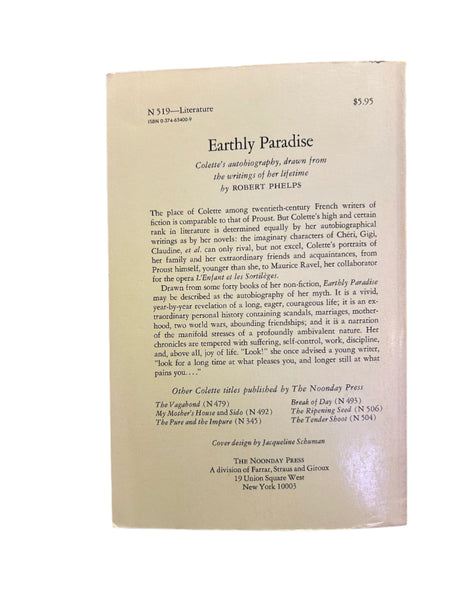 N 519—Literature
$5.95
ISBN 0-374-63400-9
Earthly Paradise
Colette's autobiography, drawn from
the writings of her lifetime
by ROBERT PHELPS
The place of Colette among twentieth-century French writers of
fiction is comparable to that of Proust. But Colette's high and certain
rank in literature is determined equally by her autobiographical
writings as by her novels: the imaginary characters of Chéri, Gigi,
Claudine, et al. can only rival, but not excel, Colette's portraits of
her family and her extraordinary friends and acquaintances, from
Proust himself, younger than she, to Maurice Ravel, her collaborator
for the opera L'Enfant et les Sortilèges.
Drawn from some forty books of her non-fiction, Earthly Paradise
may be described as the autobiography of her myth. It is a vivid,
year-by-year revelation of a long, eager, courageous life; it is an ex-
traordinary personal history containing scandals, marriages, mother-
hood, two world wars, abounding friendships; and it is a narration
of the manifold stresses of a profoundly ambivalent nature. Her
chronicles are tempered with suffering, self-control, work, discipline,
and, above all, joy of life. "Look!" she once advised a young writer,
"look for a long time at what pleases you, and longer still at what
pains you. . . ."
Other Colette titles published by The Noonday Press
The Vagabond (N 479)
My Mother's House and Sido (N 492)
The Pure and the Impure (N 345)
Break of Day (N 493)
The Ripening Seed (N 506)
The Tender Shoot (N 504)
Cover design by Jacqueline Schuman
THE NOONDAY PRESS
A division of Farrar, Straus and Giroux
19 Union Square West
New York 10003